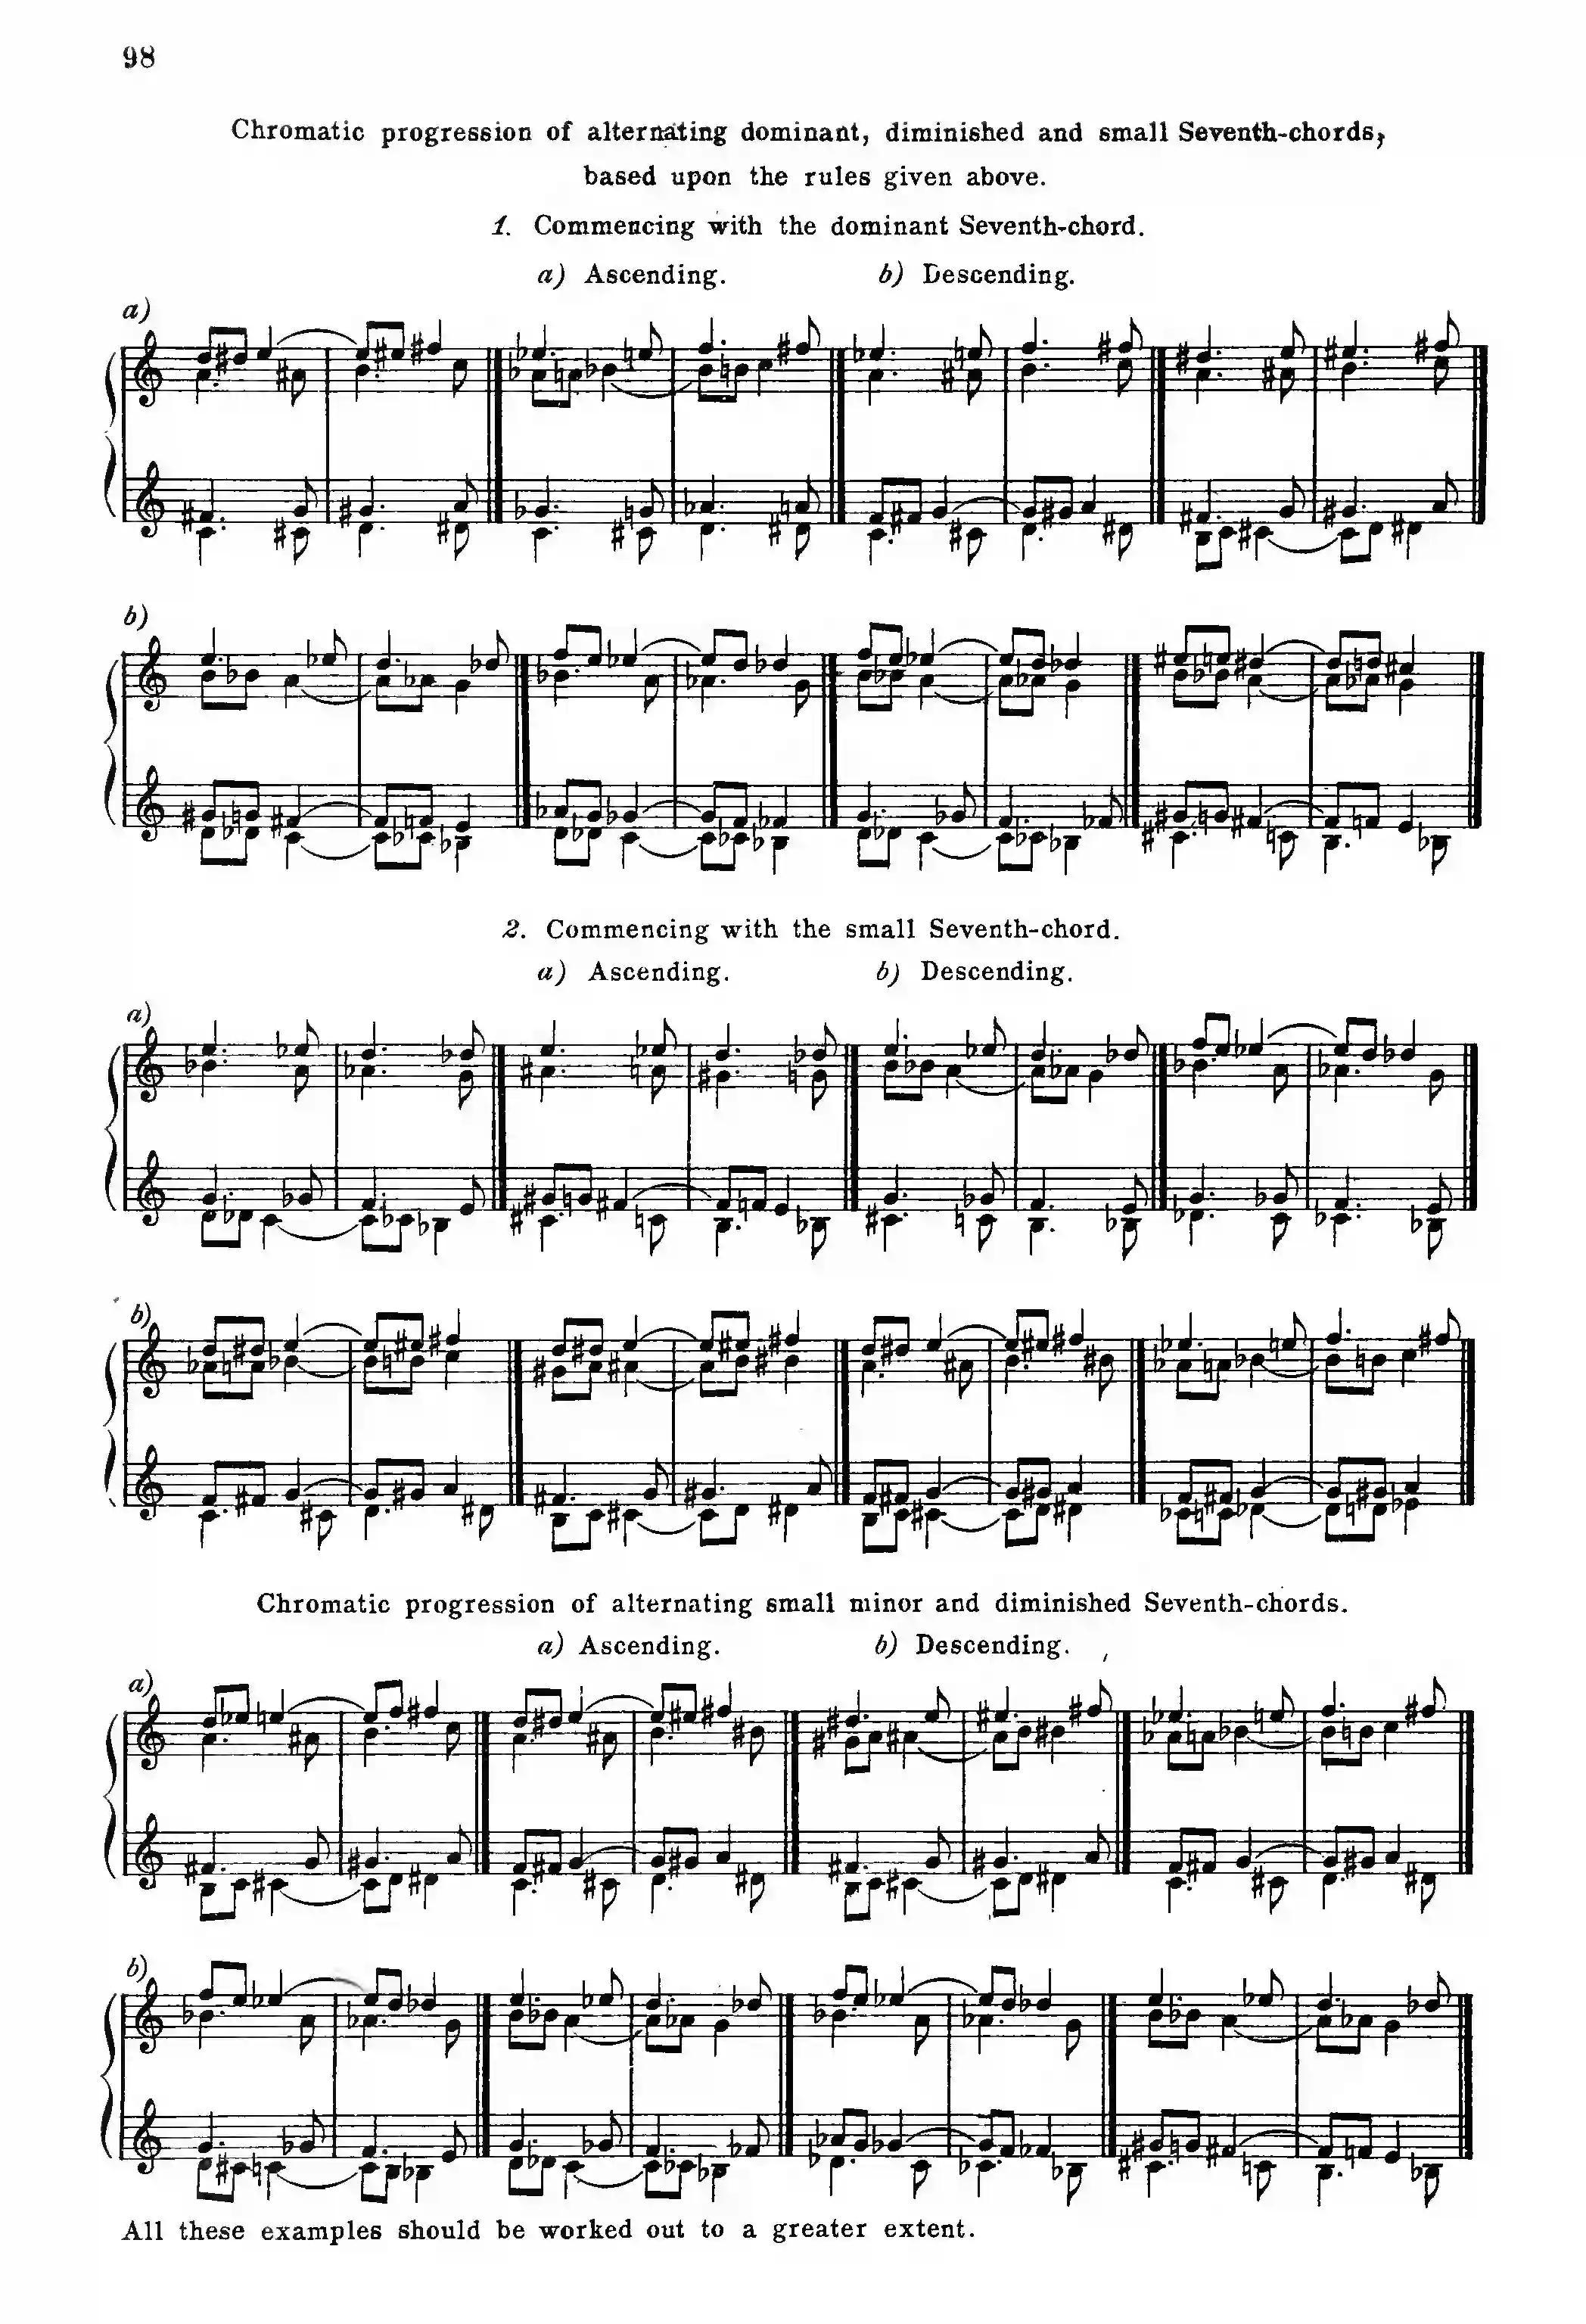 98
Chromatic progression of alternating dominant, diminished and small Seventh-chords,
based upon the rules given above.
1. Commencing with the dominant Seventh-chord.
a) Ascending. b) Descending.
a)
b)
2. Commencing with the small Seventh-chord.
a) Ascending. b) Descending.
a)
b)
Chromatic progression of alternating small minor and diminished Seventh-chords.
a) Ascending. b) Descending.
a)
b)
All these examples should be worked out to a greater extent.